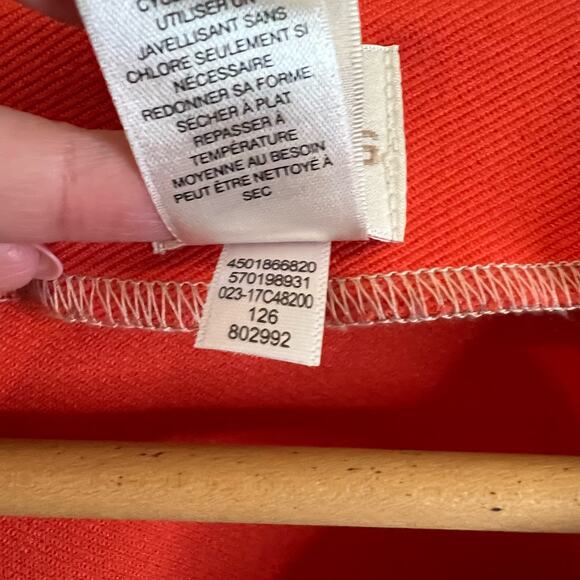 UTILISER UN
JAVELLISANT SANS
CHLORE SEULEMENT SI
NÉCESSAIRE
REDONNER SA FORME
SÉCHER À PLAT
REPASSER À
TEMPÉRATURE
MOYENNE AU BESOIN
PEUT ÊTRE NETTOYÉ À
SEC
4501866820
570198931
023-17C48200
126
802992